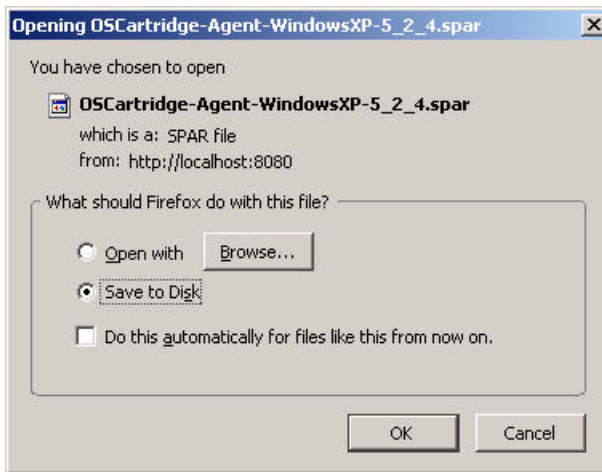 Opening OSCartridge-Agent-WindowsXP-5_2_4.spar
You have chosen to open
OSCartridge-Agent-WindowsXP-5_2_4.spar
which is a: SPAR file
from: http://localhost:8080
What should Firefox do with this file?
Open with Browse...
Save to Disk
Do this automatically for files like this from now on.
OK Cancel